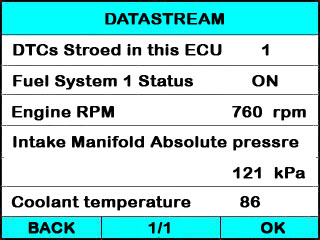 DATASTREAM
DTCs Stroed in this ECU 1
Fuel System 1 Status ON
Engine RPM 760 rpm
Intake Manifold Absolute pressre
121 kPa
Coolant temperature 86
BACK 1/1 OK